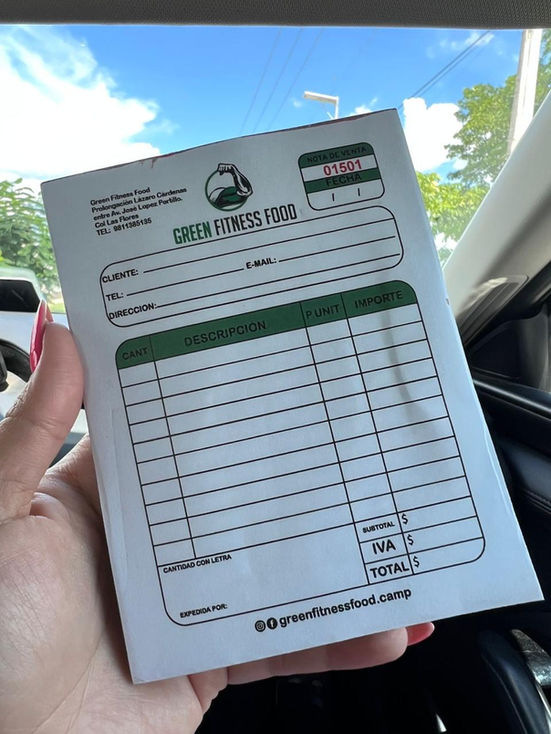 Green Fitness Food
Prolongación Lázaro Cárdenas
entre Av. José Lopez Portillo.
Col Las Flores
TEL: 9811385135
GREEN FITNESS FOOD
NOTA DE VENTA
01501
FECHA
/ /
CLIENTE:
E-MAIL:
TEL:
DIRECCION:
CANT
DESCRIPCION
P.UNIT
IMPORTE
SUBTOTAL $
IVA $
TOTAL $
CANTIDAD CON LETRA
EXPEDIDA POR:
greenfitnessfood.camp